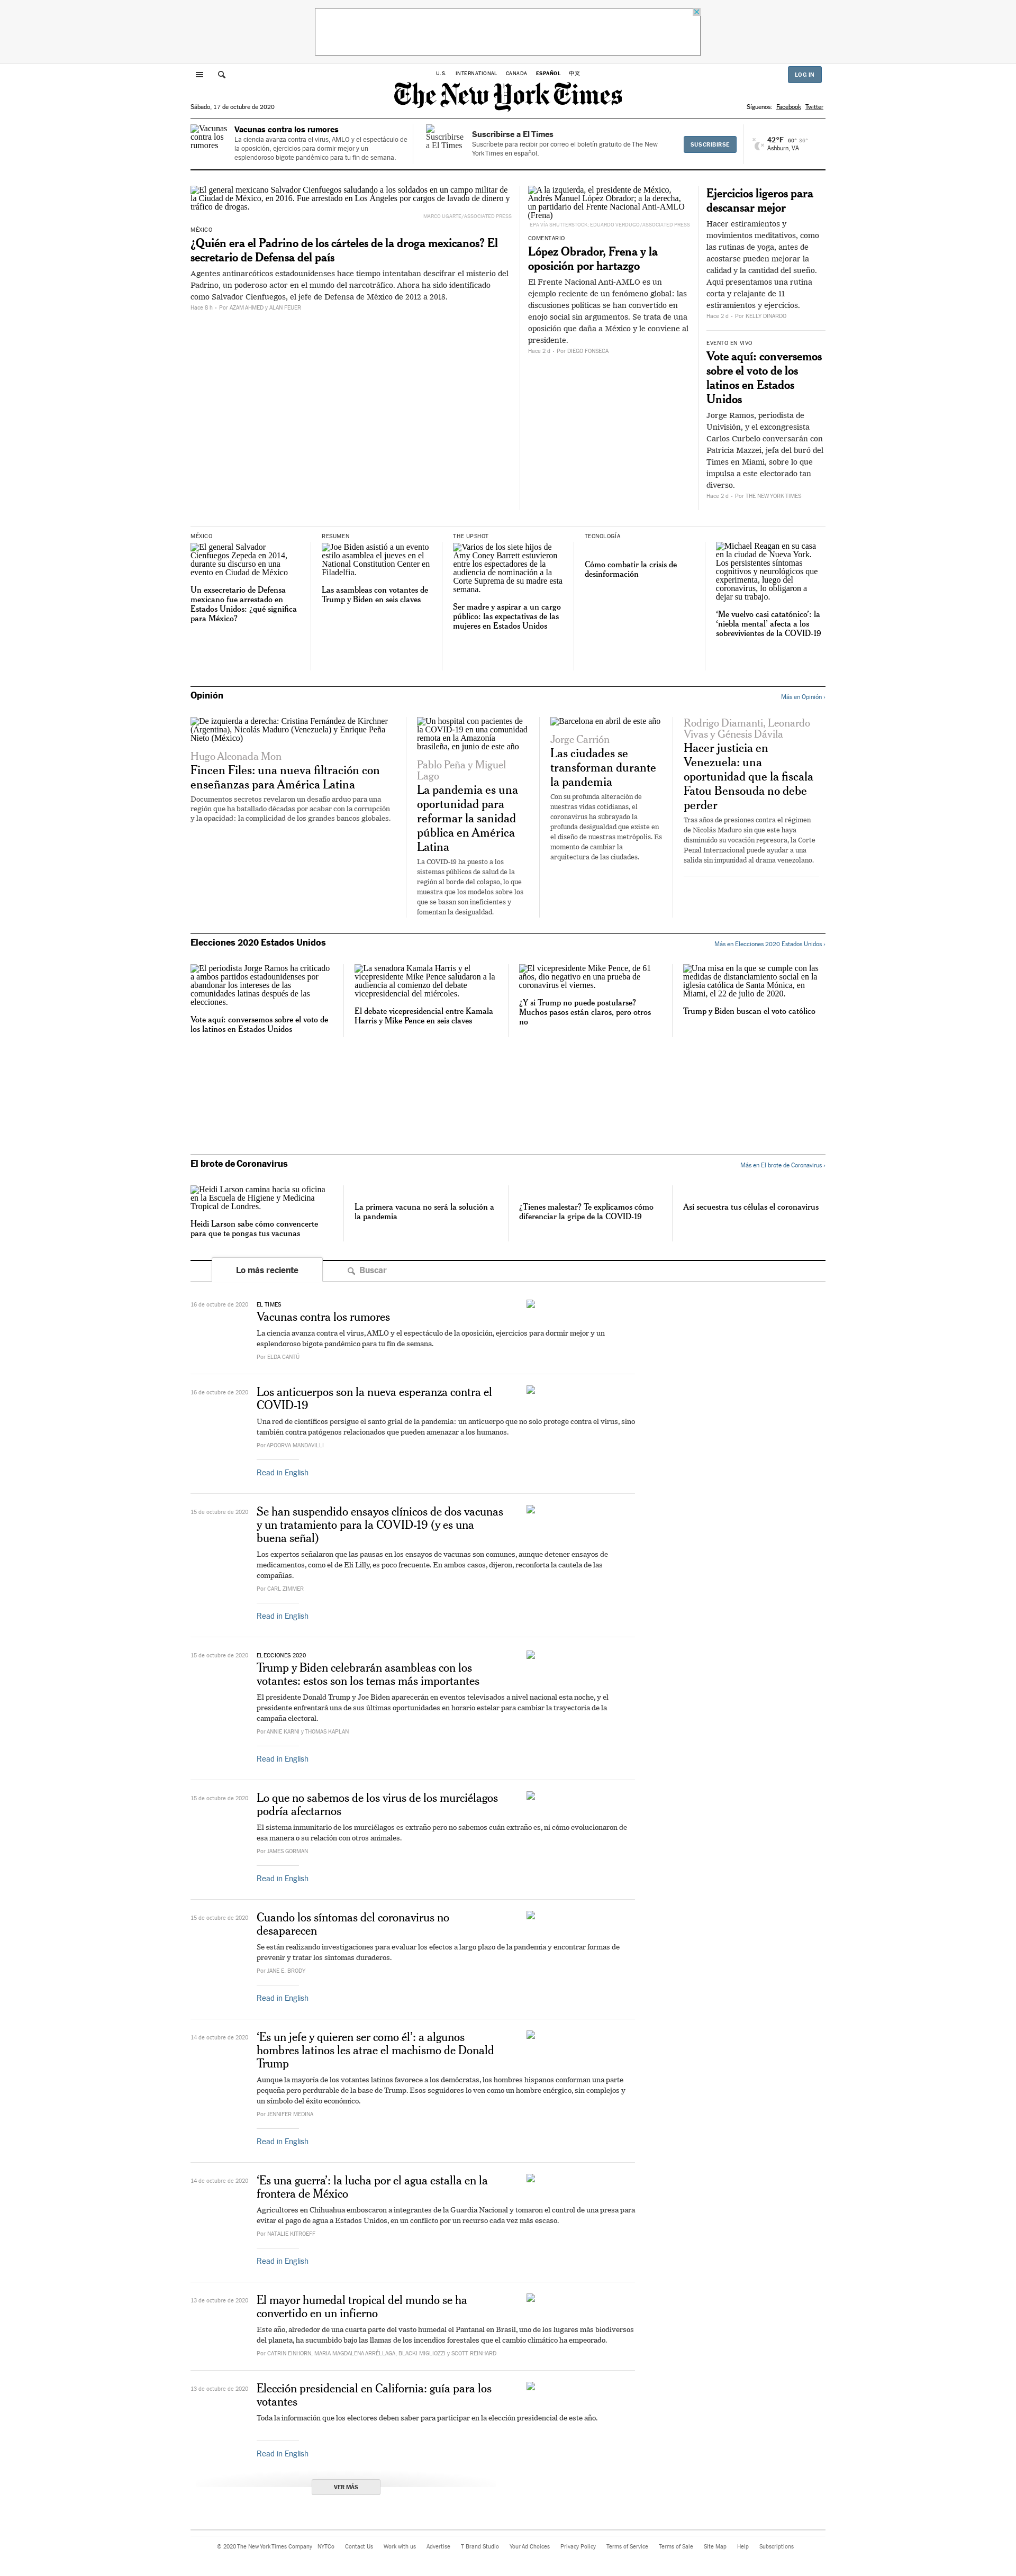 U.S. INTERNATIONAL CANADA ESPAÑOL 中文
LOG IN
The New York Times
Sábado, 17 de octubre de 2020
Síguenos: Facebook Twitter
Vacunas contra los rumores
Vacunas contra los rumores
La ciencia avanza contra el virus, AMLO y el espectáculo de
la oposición, ejercicios para dormir mejor y un
esplendoroso bigote pandémico para tu fin de semana.
Suscribirse a El Times
Suscribirse a El Times
Suscríbete para recibir por correo el boletín gratuito de The New
York Times en español.
SUSCRIBIRSE
42°F 60° 38°
Ashburn, VA
El general mexicano Salvador Cienfuegos saludando a los soldados en un campo militar de
la Ciudad de México, en 2016. Fue arrestado en Los Ángeles por cargos de lavado de dinero y
tráfico de drogas.
MARCO UGARTE/ASSOCIATED PRESS
MÉXICO
¿Quién era el Padrino de los cárteles de la droga mexicanos? El
secretario de Defensa del país
Agentes antinarcóticos estadounidenses hace tiempo intentaban descifrar el misterio del
Padrino, un poderoso actor en el mundo del narcotráfico. Ahora ha sido identificado
como Salvador Cienfuegos, el jefe de Defensa de México de 2012 a 2018.
Hace 8 h - Por AZAM AHMED y ALAN FEUER
A la izquierda, el presidente de México,
Andrés Manuel López Obrador; a la derecha,
un partidario del Frente Nacional Anti-AMLO
(Frena)
EPA VÍA SHUTTERSTOCK; EDUARDO VERDUGO/ASSOCIATED PRESS
COMENTARIO
López Obrador, Frena y la
oposición por hartazgo
El Frente Nacional Anti-AMLO es un
ejemplo reciente de un fenómeno global: las
discusiones políticas se han convertido en
enojo social sin argumentos. Se trata de una
oposición que daña a México y le conviene al
presidente.
Hace 2 d - Por DIEGO FONSECA
Ejercicios ligeros para
descansar mejor
Hacer estiramientos y
movimientos meditativos, como
las rutinas de yoga, antes de
acostarse pueden mejorar la
calidad y la cantidad del sueño.
Aquí presentamos una rutina
corta y relajante de 11
estiramientos y ejercicios.
Hace 2 d - Por KELLY DINARDO
EVENTO EN VIVO
Vote aquí: conversemos
sobre el voto de los
latinos en Estados
Unidos
Jorge Ramos, periodista de
Univisión, y el excongresista
Carlos Curbelo conversarán con
Patricia Mazzei, jefa del buró del
Times en Miami, sobre lo que
impulsa a este electorado tan
diverso.
Hace 2 d - Por THE NEW YORK TIMES
MÉXICO
El general Salvador
Cienfuegos Zepeda en 2014,
durante su discurso en una
evento en Ciudad de México
Un exsecretario de Defensa
mexicano fue arrestado en
Estados Unidos: ¿qué significa
para México?
RESUMEN
Joe Biden asistió a un evento
estilo asamblea el jueves en el
National Constitution Center en
Filadelfia.
Las asambleas con votantes de
Trump y Biden en seis claves
THE UPSHOT
Varios de los siete hijos de
Amy Coney Barrett estuvieron
entre los espectadores de la
audiencia de nominación a la
Corte Suprema de su madre esta
semana.
Ser madre y aspirar a un cargo
público: las expectativas de las
mujeres en Estados Unidos
TECNOLOGÍA
Cómo combatir la crisis de
desinformación
Michael Reagan en su casa
en la ciudad de Nueva York.
Los persistentes síntomas
cognitivos y neurológicos que
experimenta, luego del
coronavirus, lo obligaron a
dejar su trabajo.
‘Me vuelvo casi catatónico’: la
‘niebla mental’ afecta a los
sobrevivientes de la COVID-19
Opinión
Más en Opinión ›
De izquierda a derecha: Cristina Fernández de Kirchner
(Argentina), Nicolás Maduro (Venezuela) y Enrique Peña
Nieto (México)
Hugo Alconada Mon
Fincen Files: una nueva filtración con
enseñanzas para América Latina
Documentos secretos revelaron un desafío arduo para una
región que ha batallado décadas por acabar con la corrupción
y la opacidad: la complicidad de los grandes bancos globales.
Un hospital con pacientes de
la COVID-19 en una comunidad
remota en la Amazonía
brasileña, en junio de este año
Pablo Peña y Miguel
Lago
La pandemia es una
oportunidad para
reformar la sanidad
pública en América
Latina
La COVID-19 ha puesto a los
sistemas públicos de salud de la
región al borde del colapso, lo que
muestra que los modelos sobre los
que se basan son ineficientes y
fomentan la desigualdad.
Barcelona en abril de este año
Jorge Carrión
Las ciudades se
transforman durante
la pandemia
Con su profunda alteración de
nuestras vidas cotidianas, el
coronavirus ha subrayado la
profunda desigualdad que existe en
el diseño de nuestras metrópolis. Es
momento de cambiar la
arquitectura de las ciudades.
Rodrigo Diamanti, Leonardo
Vivas y Génesis Dávila
Hacer justicia en
Venezuela: una
oportunidad que la fiscala
Fatou Bensouda no debe
perder
Tras años de presiones contra el régimen
de Nicolás Maduro sin que este haya
disminuido su vocación represora, la Corte
Penal Internacional puede ayudar a una
salida sin impunidad al drama venezolano.
Elecciones 2020 Estados Unidos
Más en Elecciones 2020 Estados Unidos ›
El periodista Jorge Ramos ha criticado
a ambos partidos estadounidenses por
abandonar los intereses de las
comunidades latinas después de las
elecciones.
Vote aquí: conversemos sobre el voto de
los latinos en Estados Unidos
La senadora Kamala Harris y el
vicepresidente Mike Pence saludaron a la
audiencia al comienzo del debate
vicepresidencial del miércoles.
El debate vicepresidencial entre Kamala
Harris y Mike Pence en seis claves
El vicepresidente Mike Pence, de 61
años, dio negativo en una prueba de
coronavirus el viernes.
¿Y si Trump no puede postularse?
Muchos pasos están claros, pero otros
no
Una misa en la que se cumple con las
medidas de distanciamiento social en la
iglesia católica de Santa Mónica, en
Miami, el 22 de julio de 2020.
Trump y Biden buscan el voto católico
El brote de Coronavirus
Más en El brote de Coronavirus ›
Heidi Larson camina hacia su oficina
en la Escuela de Higiene y Medicina
Tropical de Londres.
Heidi Larson sabe cómo convencerte
para que te pongas tus vacunas
La primera vacuna no será la solución a
la pandemia
¿Tienes malestar? Te explicamos cómo
diferenciar la gripe de la COVID-19
Así secuestra tus células el coronavirus
Lo más reciente
Buscar
16 de octubre de 2020
EL TIMES
Vacunas contra los rumores
La ciencia avanza contra el virus, AMLO y el espectáculo de la oposición, ejercicios para dormir mejor y un
esplendoroso bigote pandémico para tu fin de semana.
Por ELDA CANTÚ
16 de octubre de 2020
Los anticuerpos son la nueva esperanza contra el
COVID-19
Una red de científicos persigue el santo grial de la pandemia: un anticuerpo que no solo protege contra el virus, sino
también contra patógenos relacionados que pueden amenazar a los humanos.
Por APOORVA MANDAVILLI
Read in English
15 de octubre de 2020
Se han suspendido ensayos clínicos de dos vacunas
y un tratamiento para la COVID-19 (y es una
buena señal)
Los expertos señalaron que las pausas en los ensayos de vacunas son comunes, aunque detener ensayos de
medicamentos, como el de Eli Lilly, es poco frecuente. En ambos casos, dijeron, reconforta la cautela de las
compañías.
Por CARL ZIMMER
Read in English
15 de octubre de 2020
ELECCIONES 2020
Trump y Biden celebrarán asambleas con los
votantes: estos son los temas más importantes
El presidente Donald Trump y Joe Biden aparecerán en eventos televisados a nivel nacional esta noche, y el
presidente enfrentará una de sus últimas oportunidades en horario estelar para cambiar la trayectoria de la
campaña electoral.
Por ANNIE KARNI y THOMAS KAPLAN
Read in English
15 de octubre de 2020
Lo que no sabemos de los virus de los murciélagos
podría afectarnos
El sistema inmunitario de los murciélagos es extraño pero no sabemos cuán extraño es, ni cómo evolucionaron de
esa manera o su relación con otros animales.
Por JAMES GORMAN
Read in English
15 de octubre de 2020
Cuando los síntomas del coronavirus no
desaparecen
Se están realizando investigaciones para evaluar los efectos a largo plazo de la pandemia y encontrar formas de
prevenir y tratar los síntomas duraderos.
Por JANE E. BRODY
Read in English
14 de octubre de 2020
‘Es un jefe y quieren ser como él’: a algunos
hombres latinos les atrae el machismo de Donald
Trump
Aunque la mayoría de los votantes latinos favorece a los demócratas, los hombres hispanos conforman una parte
pequeña pero perdurable de la base de Trump. Esos seguidores lo ven como un hombre enérgico, sin complejos y
un símbolo del éxito económico.
Por JENNIFER MEDINA
Read in English
14 de octubre de 2020
‘Es una guerra’: la lucha por el agua estalla en la
frontera de México
Agricultores en Chihuahua emboscaron a integrantes de la Guardia Nacional y tomaron el control de una presa para
evitar el pago de agua a Estados Unidos, en un conflicto por un recurso cada vez más escaso.
Por NATALIE KITROEFF
Read in English
13 de octubre de 2020
El mayor humedal tropical del mundo se ha
convertido en un infierno
Este año, alrededor de una cuarta parte del vasto humedal el Pantanal en Brasil, uno de los lugares más biodiversos
del planeta, ha sucumbido bajo las llamas de los incendios forestales que el cambio climático ha empeorado.
Por CATRIN EINHORN, MARIA MAGDALENA ARRÉLLAGA, BLACKI MIGLIOZZI y SCOTT REINHARD
13 de octubre de 2020
Elección presidencial en California: guía para los
votantes
Toda la información que los electores deben saber para participar en la elección presidencial de este año.
Read in English
VER MÁS
© 2020 The New York Times Company NYTCo Contact Us Work with us Advertise T Brand Studio Your Ad Choices Privacy Policy Terms of Service Terms of Sale Site Map Help Subscriptions